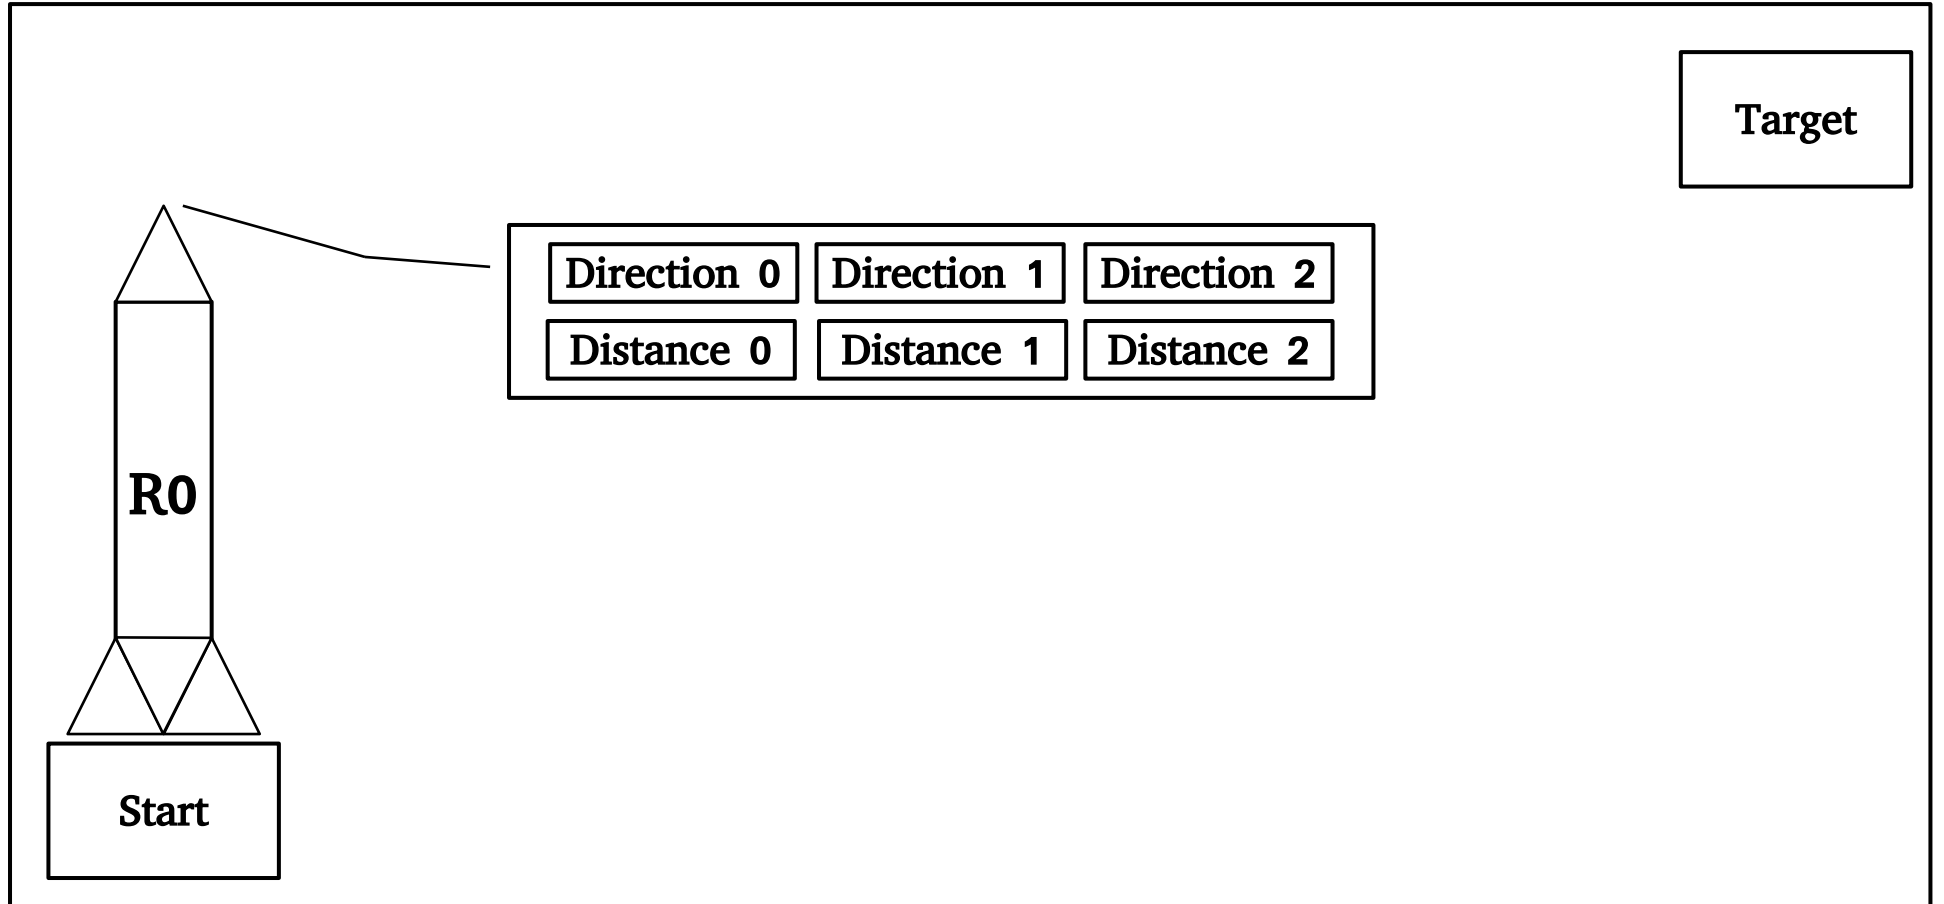 Target
Direction 0 Direction 1 Direction 2
Distance 0 Distance 1 Distance 2
R0
Start